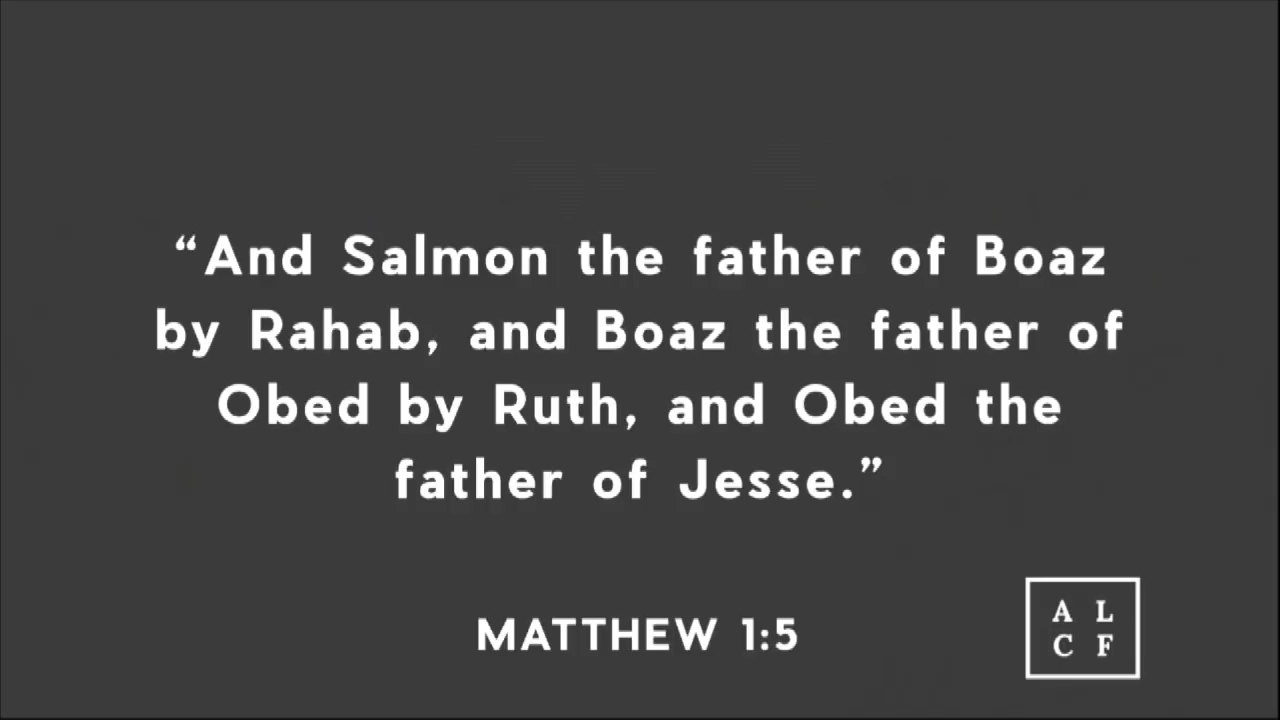 “And Salmon the father of Boaz
by Rahab, and Boaz the father of
Obed by Ruth, and Obed the
father of Jesse.”
MATTHEW 1:5
A L
C F